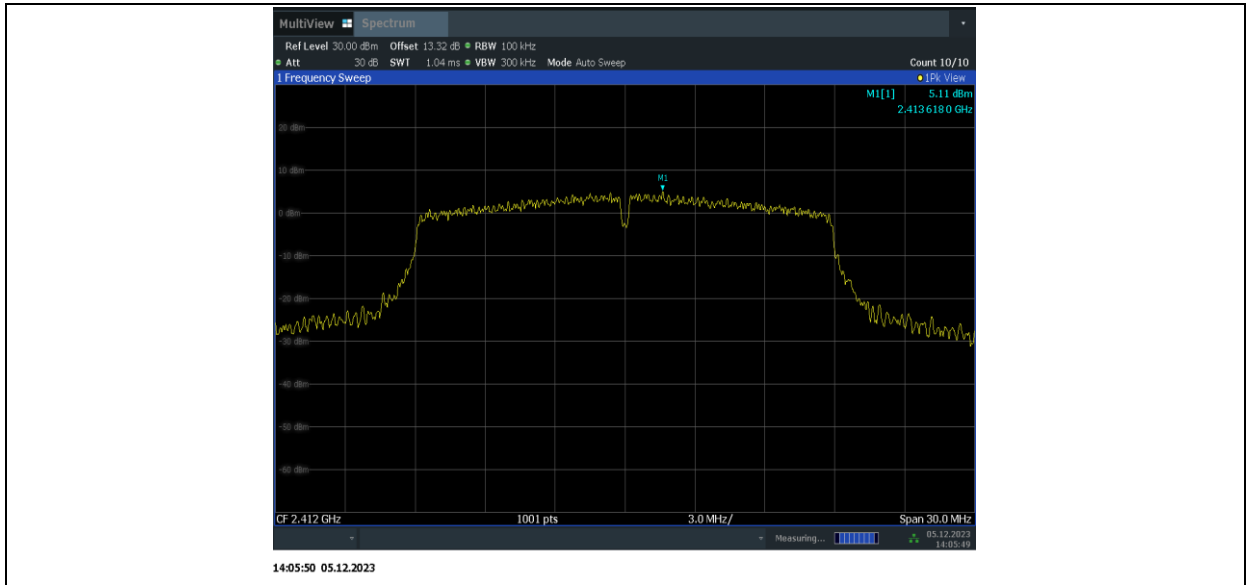 MultiView Spectrum
Ref Level 30.00 dBm Offset 13.32 dB RBW 100 kHz
Att 30 dB SWT 1.04 ms VBW 300 kHz Mode Auto Sweep Count 10/10
1 Frequency Sweep 1Pk View
M1[1] 5.11 dBm
2.413 618 0 GHz
20 dBm
10 dBm
M1
0 dBm
-10 dBm
-20 dBm
-30 dBm
-40 dBm
-50 dBm
-60 dBm
CF 2.412 GHz 1001 pts 3.0 MHz/ Span 30.0 MHz
Measuring... 05.12.2023
14:05:49
14:05:50 05.12.2023